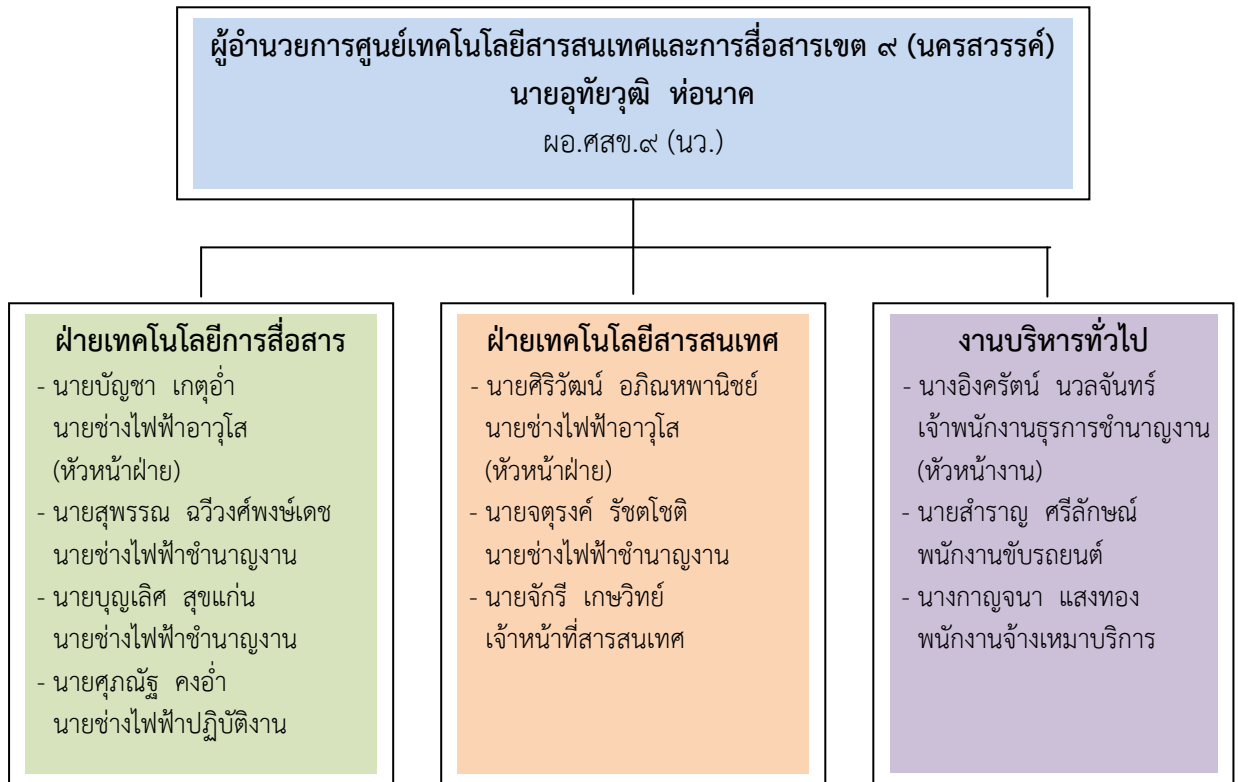 ผู้อำนวยการศูนย์เทคโนโลยีสารสนเทศและการสื่อสารเขต ๙ (นครสวรรค์)
นายอุทัยวุฒิ ห่อนาค
ผอ.ศสข.๙ (นว.)
ฝ่ายเทคโนโลยีการสื่อสาร
- นายบัญชา เกตุอ่ำ
นายช่างไฟฟ้าอาวุโส
(หัวหน้าฝ่าย)
- นายสุพรรณ ฉวีวงศ์พงษ์เดช
นายช่างไฟฟ้าชำนาญงาน
- นายบุญเลิศ สุขแก่น
นายช่างไฟฟ้าชำนาญงาน
- นายศุภณัฐ คงอ่ำ
นายช่างไฟฟ้าปฏิบัติงาน
ฝ่ายเทคโนโลยีสารสนเทศ
- นายศิริวัฒน์ อภิณหพานิชย์
นายช่างไฟฟ้าอาวุโส
(หัวหน้าฝ่าย)
- นายจตุรงค์ รัชตโชติ
นายช่างไฟฟ้าชำนาญงาน
- นายจักรี เกษวิทย์
เจ้าหน้าที่สารสนเทศ
งานบริหารทั่วไป
- นางอิงครัตน์ นวลจันทร์
เจ้าพนักงานธุรการชำนาญงาน
(หัวหน้างาน)
- นายสำราญ ศรีลักษณ์
พนักงานขับรถยนต์
- นางกาญจนา แสงทอง
พนักงานจ้างเหมาบริการ